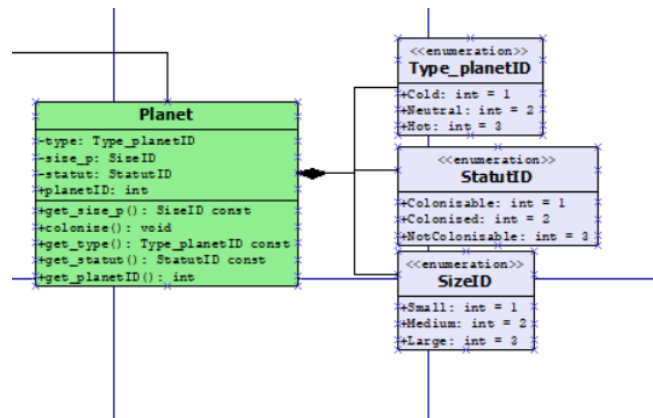 Planet
-type: Type_planetID
-size_p: SizeID
-statut: StatutID
+planetID: int
+get_size_p(): SizeID const
+colonize(): void
+get_type(): Type_planetID const
+get_statut(): StatutID const
+get_planetID(): int
<<enumeration>>
Type_planetID
+Cold: int = 1
+Neutral: int = 2
+Hot: int = 3
<<enumeration>>
StatutID
+Colonisable: int = 1
+Colonised: int = 2
+NotColonisable: int = 3
<<enumeration>>
SizeID
+Small: int = 1
+Medium: int = 2
+Large: int = 3